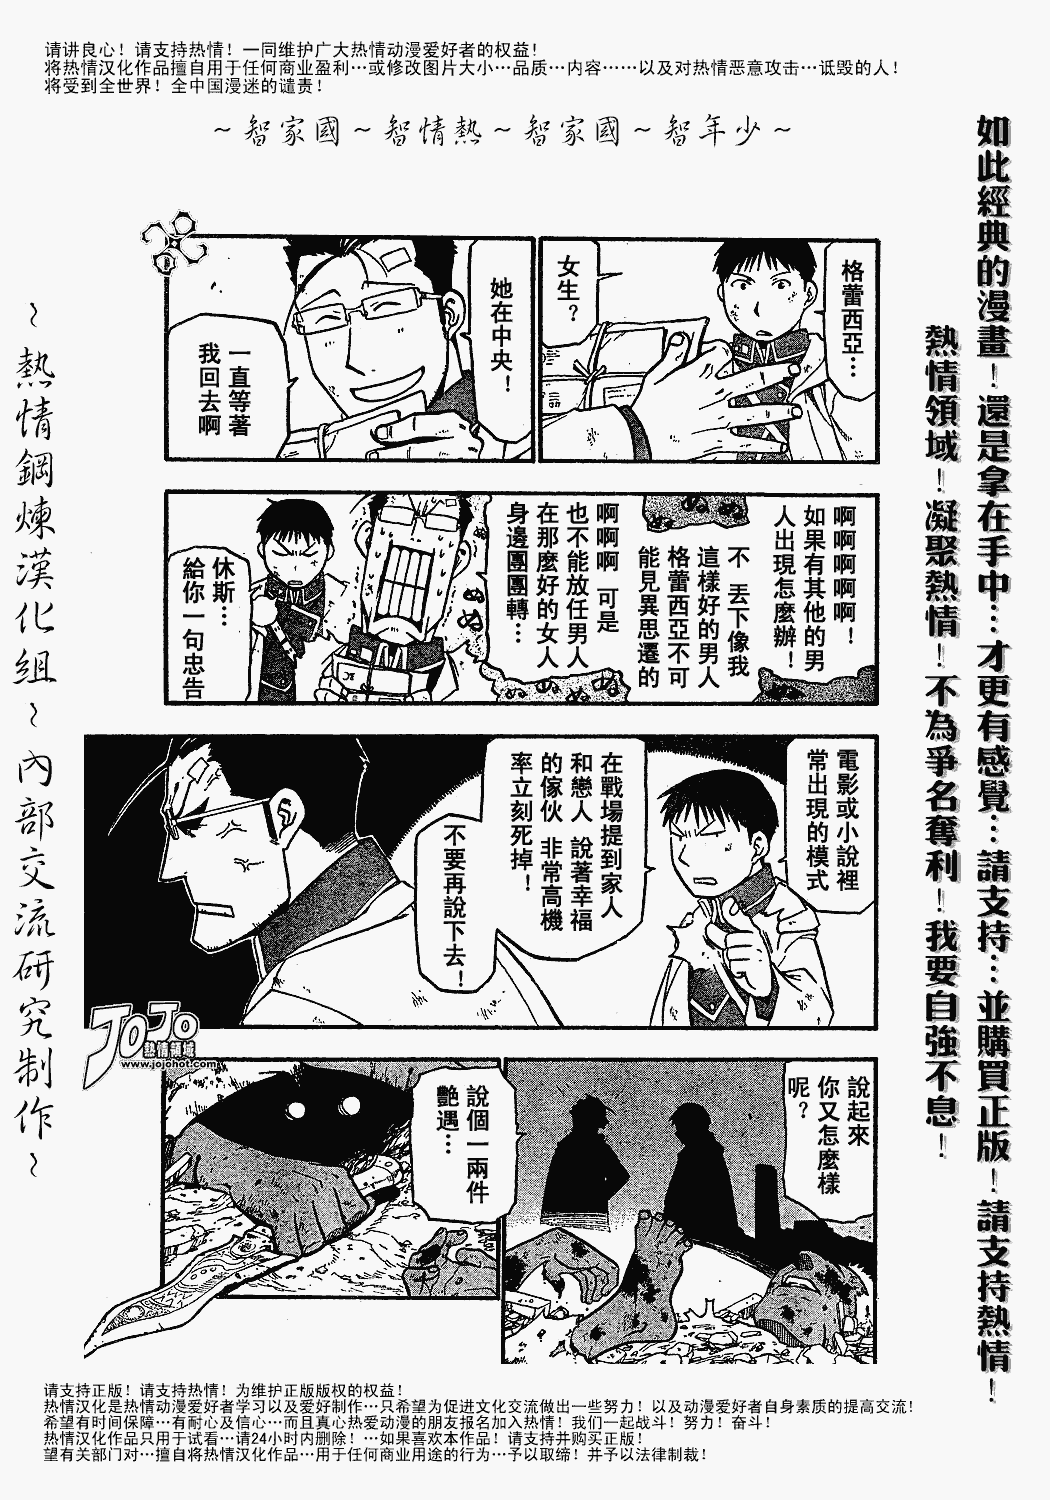 请讲良心！请支持热情！一同维护广大热情动漫爱好者的权益！
将热情汉化作品擅自用于任何商业盈利…或修改图片大小…品质…内容……以及对热情恶意攻击…诋毁的人！
将受到全世界！全中国漫迷的谴责！
～智家國～智情熱～智家國～智年少～
如此經典的漫畫！還是拿在手中…才更有感覺…請支持…並購買正版！請支持熱情！
熱情領域！凝聚熱情！不為爭名奪利！我要自強不息！
～熱情鋼煉漢化組～內部交流研究制作～
格蕾西亞…
女生？
她在中央！
一直等著
我回去啊
啊啊啊啊啊！
如果有其他的男
人出現怎麼辦！
不 丟下像我
這樣好的男人
格蕾西亞不可
能見異思遷的
啊啊啊 可是
也不能放任男人
在那麼好的女人
身邊團團轉…
ぬ
ぬ
ぬ
ぬ
休斯…
給你一句忠告
電影或小說裡
常出現的模式
在戰場提到家人
和戀人 說著幸福
的傢伙 非常高機
率立刻死掉！
不要再說下去！
JOJO
熱情領域
www.jojohot.com
說起來
你又怎麼樣
呢？
說個一兩件
艷遇…
请支持正版！请支持热情！为维护正版版权的权益！
热情汉化是热情动漫爱好者学习以及爱好制作…只希望为促进文化交流做出一些努力！以及动漫爱好者自身素质的提高交流！
希望有时间保障…有耐心及信心…而且真心热爱动漫的朋友报名加入热情！我们一起战斗！努力！奋斗！
热情汉化作品只用于试看…请24小时内删除！…如果喜欢本作品！请支持并购买正版！
望有关部门对…擅自将热情汉化作品…用于任何商业用途的行为…予以取缔！并予以法律制裁！